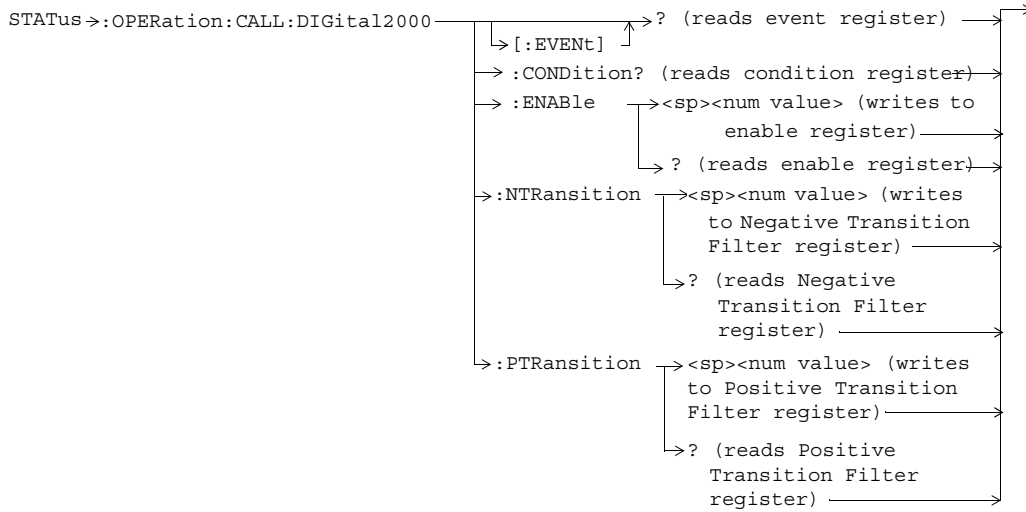 STATus :OPERation:CALL:DIGital2000 ? (reads event register)
[:EVENt]
:CONDition? (reads condition register)
:ENABle <sp><num value> (writes to
enable register)
? (reads enable register)
:NTRansition <sp><num value> (writes
to Negative Transition
Filter register)
? (reads Negative
Transition Filter
register)
:PTRansition <sp><num value> (writes
to Positive Transition
Filter register)
? (reads Positive
Transition Filter
register)